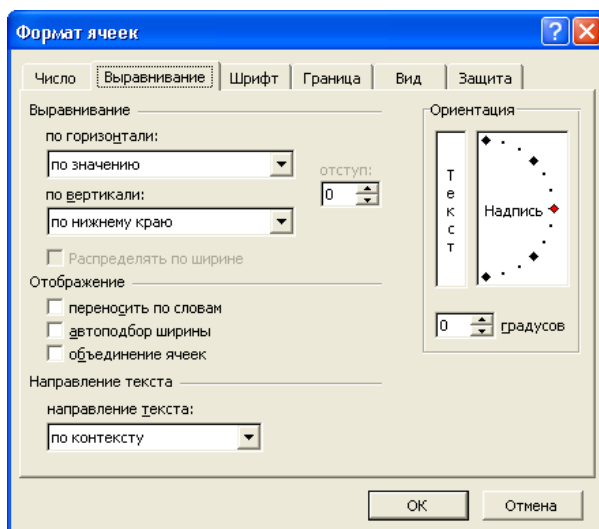 Формат ячеек
Число Выравнивание Шрифт Граница Вид Защита
Выравнивание
по горизонтали:
по значению
отступ:
0
по вертикали:
по нижнему краю
Распределять по ширине
Отображение
переносить по словам
автоподбор ширины
объединение ячеек
Направление текста
направление текста:
по контексту
Ориентация
Текст
Надпись
0 градусов
ОК Отмена